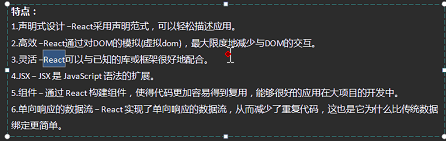 特点：
1.声明式设计 –React采用声明范式，可以轻松描述应用。
2.高效 –React通过对DOM的模拟(虚拟dom)，最大限度地减少与DOM的交互。
3.灵活 –React可以与已知的库或框架很好地配合。
4.JSX – JSX 是 JavaScript 语法的扩展。
5.组件 – 通过 React 构建组件，使得代码更加容易得到复用，能够很好的应用在大项目的开发中。
6.单向响应的数据流 – React 实现了单向响应的数据流，从而减少了重复代码，这也是它为什么比传统数据
绑定更简单。